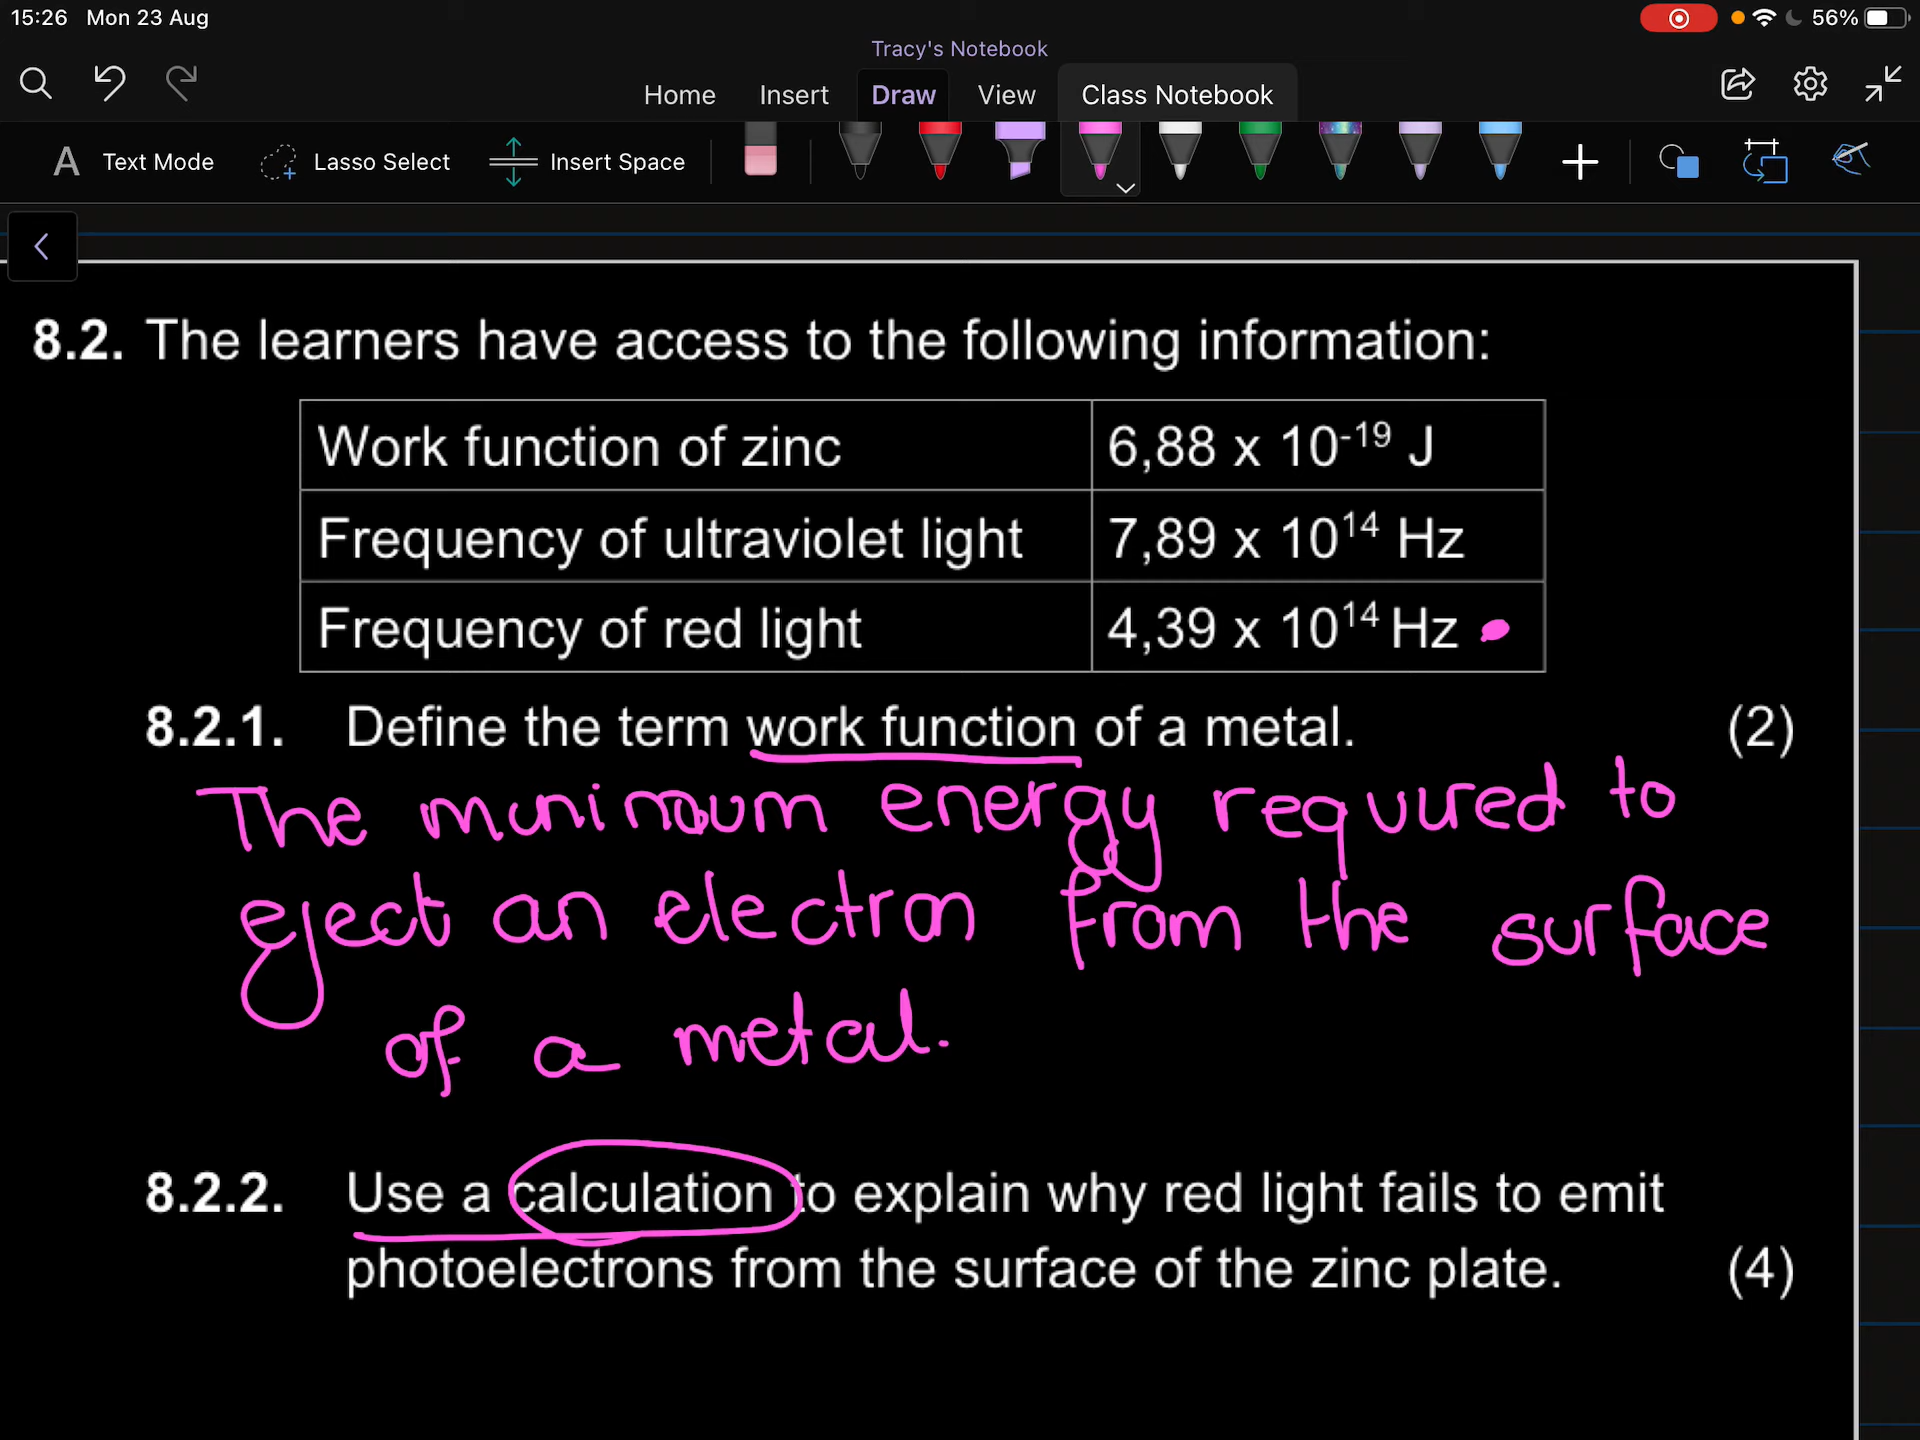 15:26 Mon 23 Aug
56%
Tracy's Notebook
Home Insert Draw View Class Notebook
A Text Mode Lasso Select Insert Space
8.2. The learners have access to the following information:
Work function of zinc 6,88 x 10⁻¹⁹ J
Frequency of ultraviolet light 7,89 x 10¹⁴ Hz
Frequency of red light 4,39 x 10¹⁴ Hz
8.2.1. Define the term work function of a metal. (2)
The minimum energy required to
eject an electron from the surface
of a metal.
8.2.2. Use a calculation to explain why red light fails to emit
photoelectrons from the surface of the zinc plate. (4)